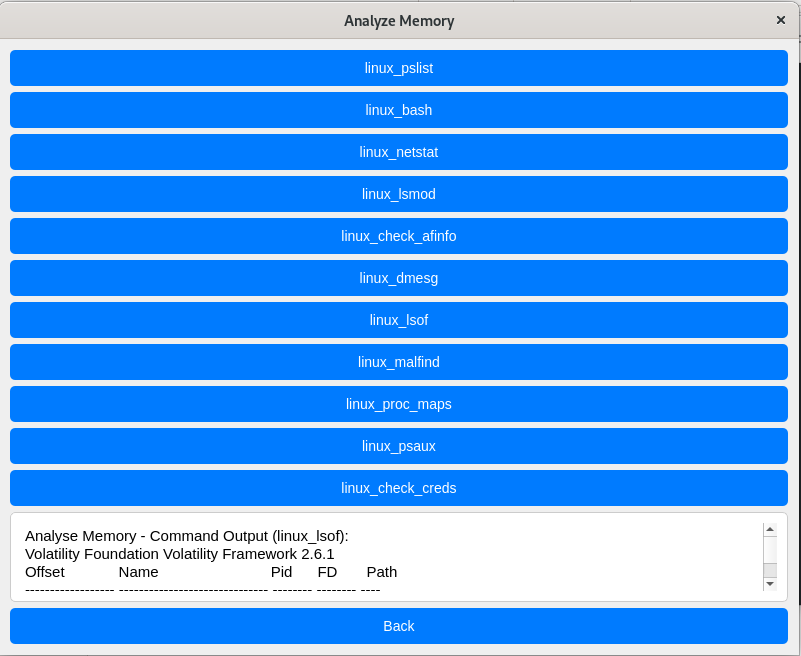 Analyze Memory
×
linux_pslist
linux_bash
linux_netstat
linux_lsmod
linux_check_afinfo
linux_dmesg
linux_lsof
linux_malfind
linux_proc_maps
linux_psaux
linux_check_creds
Analyse Memory - Command Output (linux_lsof):
Volatility Foundation Volatility Framework 2.6.1
Offset Name Pid FD Path
------------------ ------------------------------ -------- -------- ----
Back